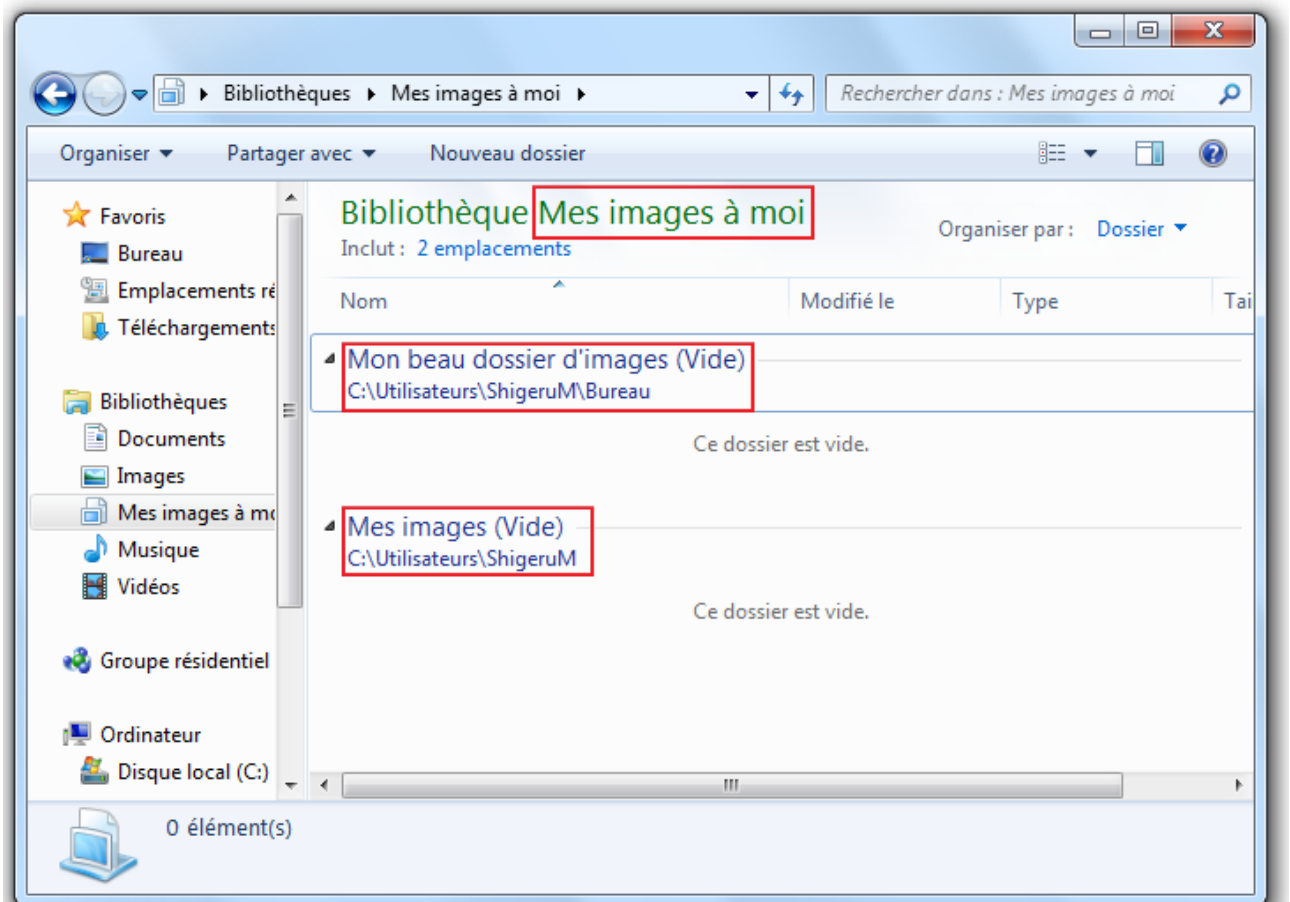 Bibliothèques ▸ Mes images à moi ▸
Rechercher dans : Mes images à moi
Organiser Partager avec Nouveau dossier
Favoris
Bureau
Emplacements ré
Téléchargements
Bibliothèques
Documents
Images
Mes images à mo
Musique
Vidéos
Groupe résidentiel
Ordinateur
Disque local (C:)
Bibliothèque Mes images à moi
Inclut : 2 emplacements
Organiser par : Dossier
Nom Modifié le Type Tai
Mon beau dossier d'images (Vide)
C:\Utilisateurs\ShigeruM\Bureau
Ce dossier est vide.
Mes images (Vide)
C:\Utilisateurs\ShigeruM
Ce dossier est vide.
0 élément(s)